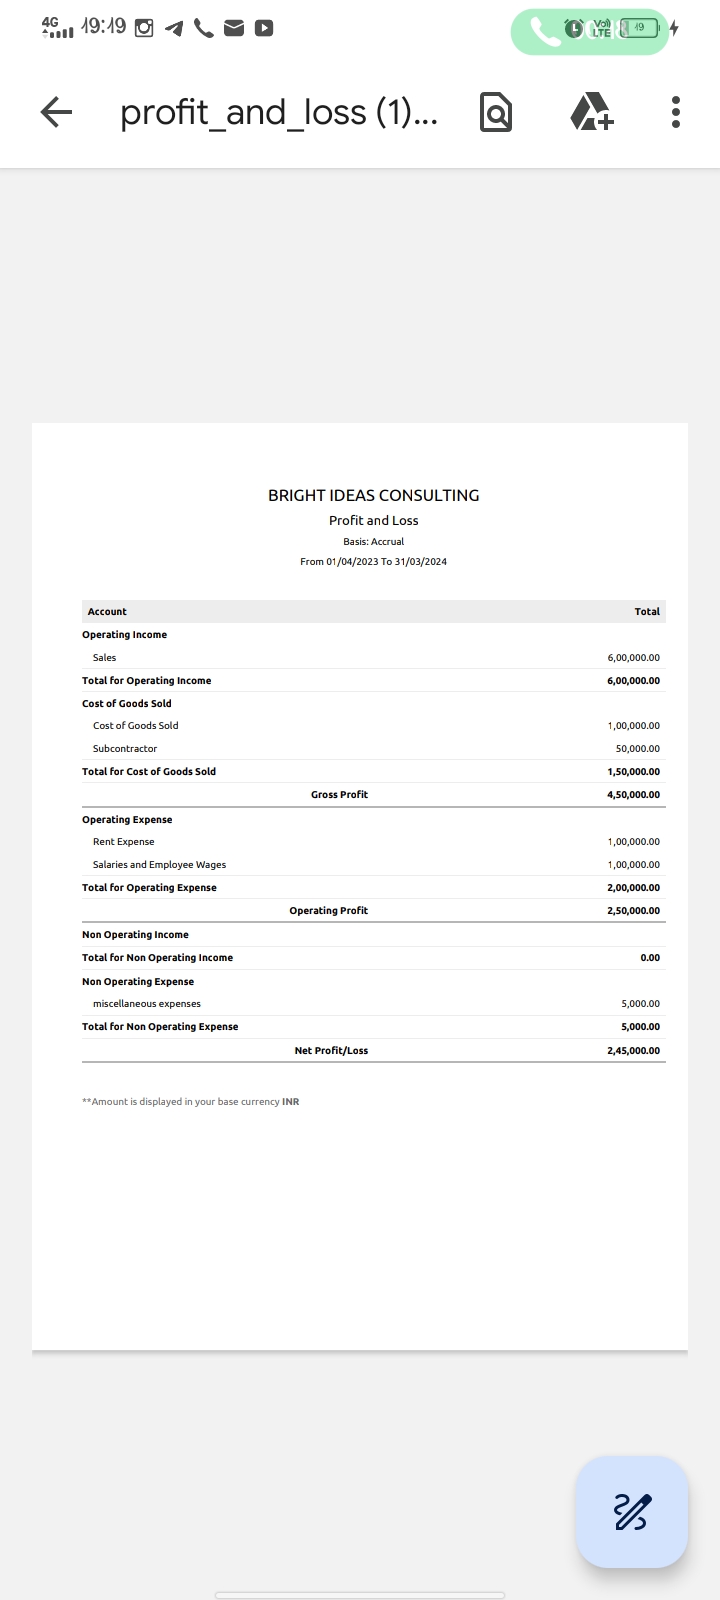 4G 19:19 Vo) LTE 19
profit_and_loss (1)...
BRIGHT IDEAS CONSULTING
Profit and Loss
Basis: Accrual
From 01/04/2023 To 31/03/2024
Account Total
Operating Income
Sales 6,00,000.00
Total for Operating Income 6,00,000.00
Cost of Goods Sold
Cost of Goods Sold 1,00,000.00
Subcontractor 50,000.00
Total for Cost of Goods Sold 1,50,000.00
Gross Profit 4,50,000.00
Operating Expense
Rent Expense 1,00,000.00
Salaries and Employee Wages 1,00,000.00
Total for Operating Expense 2,00,000.00
Operating Profit 2,50,000.00
Non Operating Income
Total for Non Operating Income 0.00
Non Operating Expense
miscellaneous expenses 5,000.00
Total for Non Operating Expense 5,000.00
Net Profit/Loss 2,45,000.00
**Amount is displayed in your base currency INR